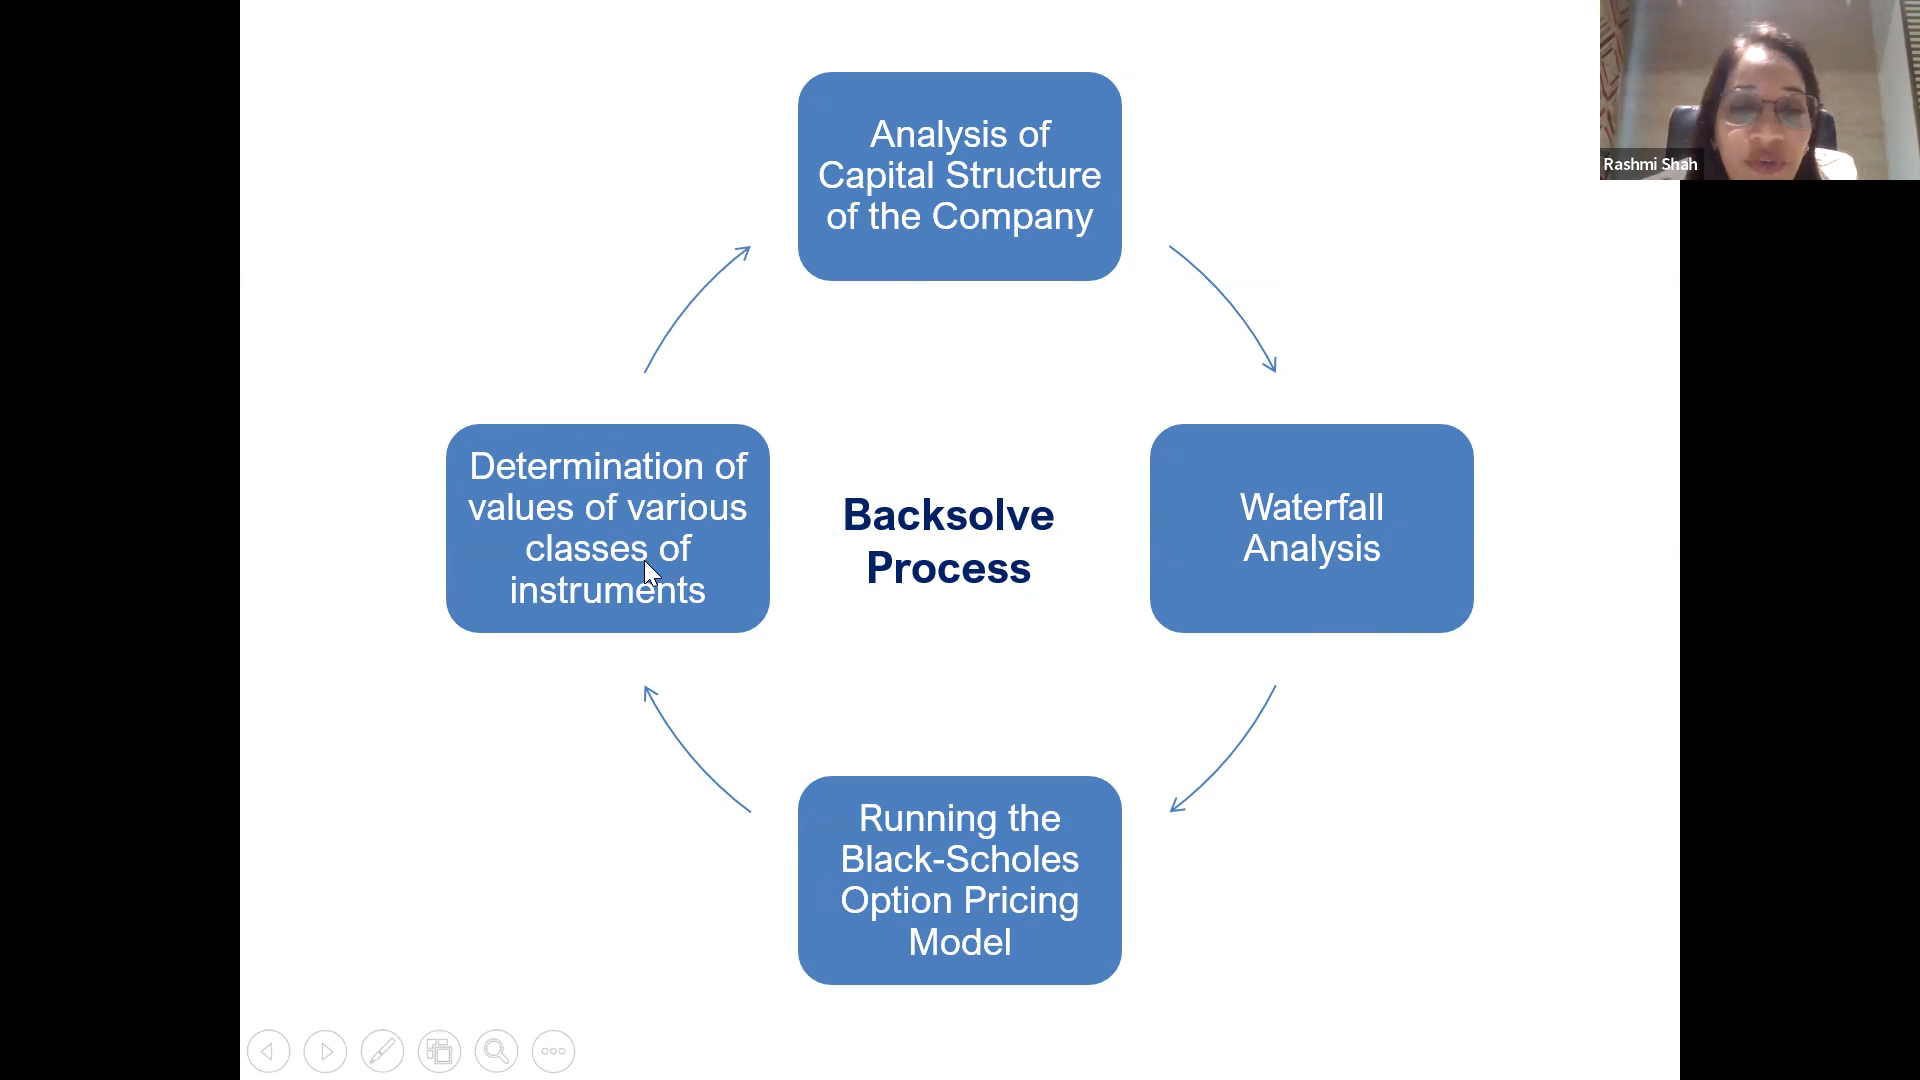 Analysis of
Capital Structure
of the Company
Rashmi Shah
Determination of
values of various
classes of
instruments
Backsolve
Process
Waterfall
Analysis
Running the
Black-Scholes
Option Pricing
Model